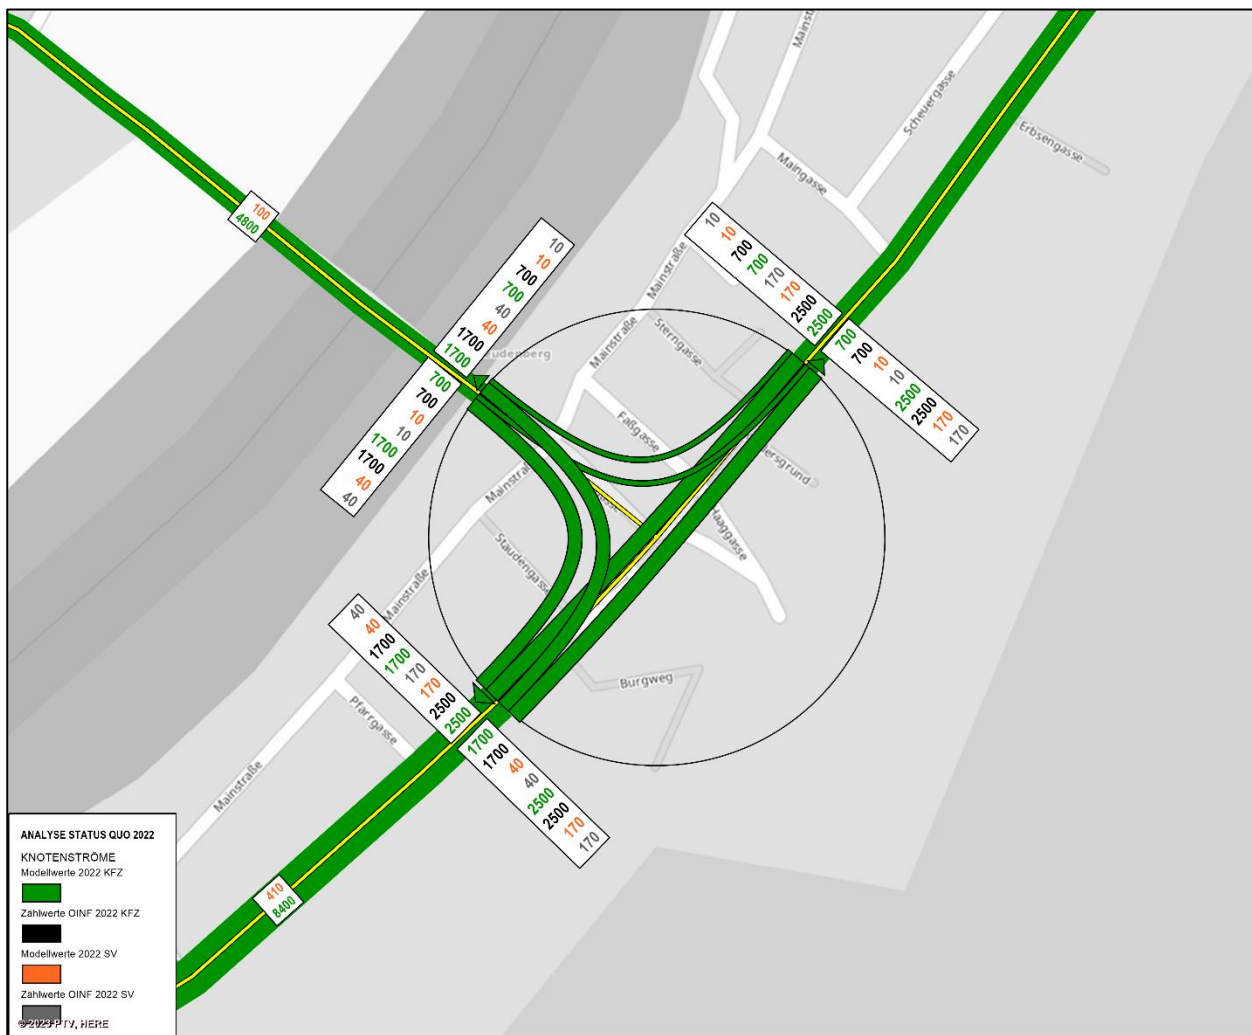 Mainstraße
Scheuergasse
Erbsengasse
Maingasse
100
4800
10
10
700
700
40
40
1700
1700
700
700
10
10
1700
1700
40
40
10
10
700
700
170
170
2500
2500
700
700
10
10
2500
2500
170
170
Mainstraße
Mainstraße
Sterngasse
eudenberg
Faßgasse
ersgrund
Haaggasse
Mainstraße
Staudengasse
Mainstraße
40
40
1700
1700
170
170
2500
2500
1700
1700
40
40
2500
2500
170
170
Burgweg
Pfarrgasse
Mainstraße
410
8400
ANALYSE STATUS QUO 2022
KNOTENSTRÖME
Modellwerte 2022 KFZ
Zählwerte OINF 2022 KFZ
Modellwerte 2022 SV
Zählwerte OINF 2022 SV
© 2023 PTV, HERE